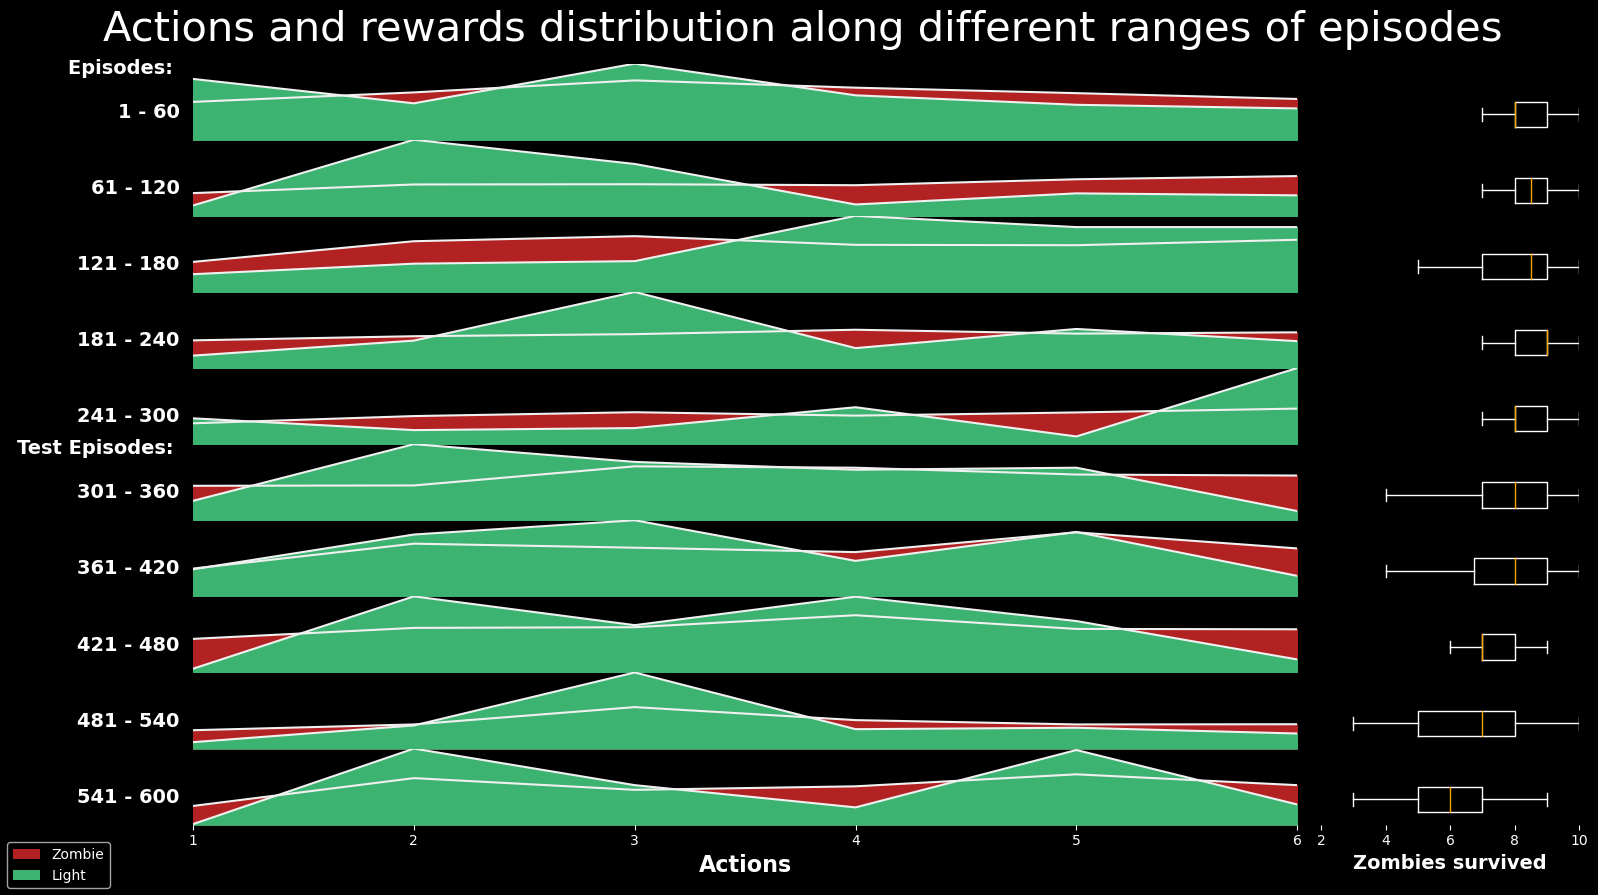 Actions and rewards distribution along different ranges of episodes
Episodes:
1 - 60
61 - 120
121 - 180
181 - 240
241 - 300
Test Episodes:
301 - 360
361 - 420
421 - 480
481 - 540
541 - 600
1 2 3 4 5 6 2 4 6 8 10
Actions Zombies survived
Zombie
Light